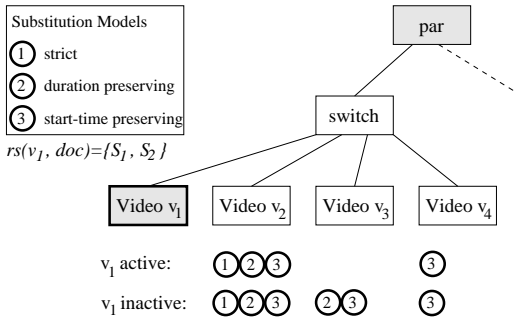 Substitution Models
1 strict
2 duration preserving
3 start-time preserving
rs(v1, doc)={S1, S2}
par
switch
Video v1
Video v2
Video v3
Video v4
v1 active: 1 2 3 3
v1 inactive: 1 2 3 2 3 3